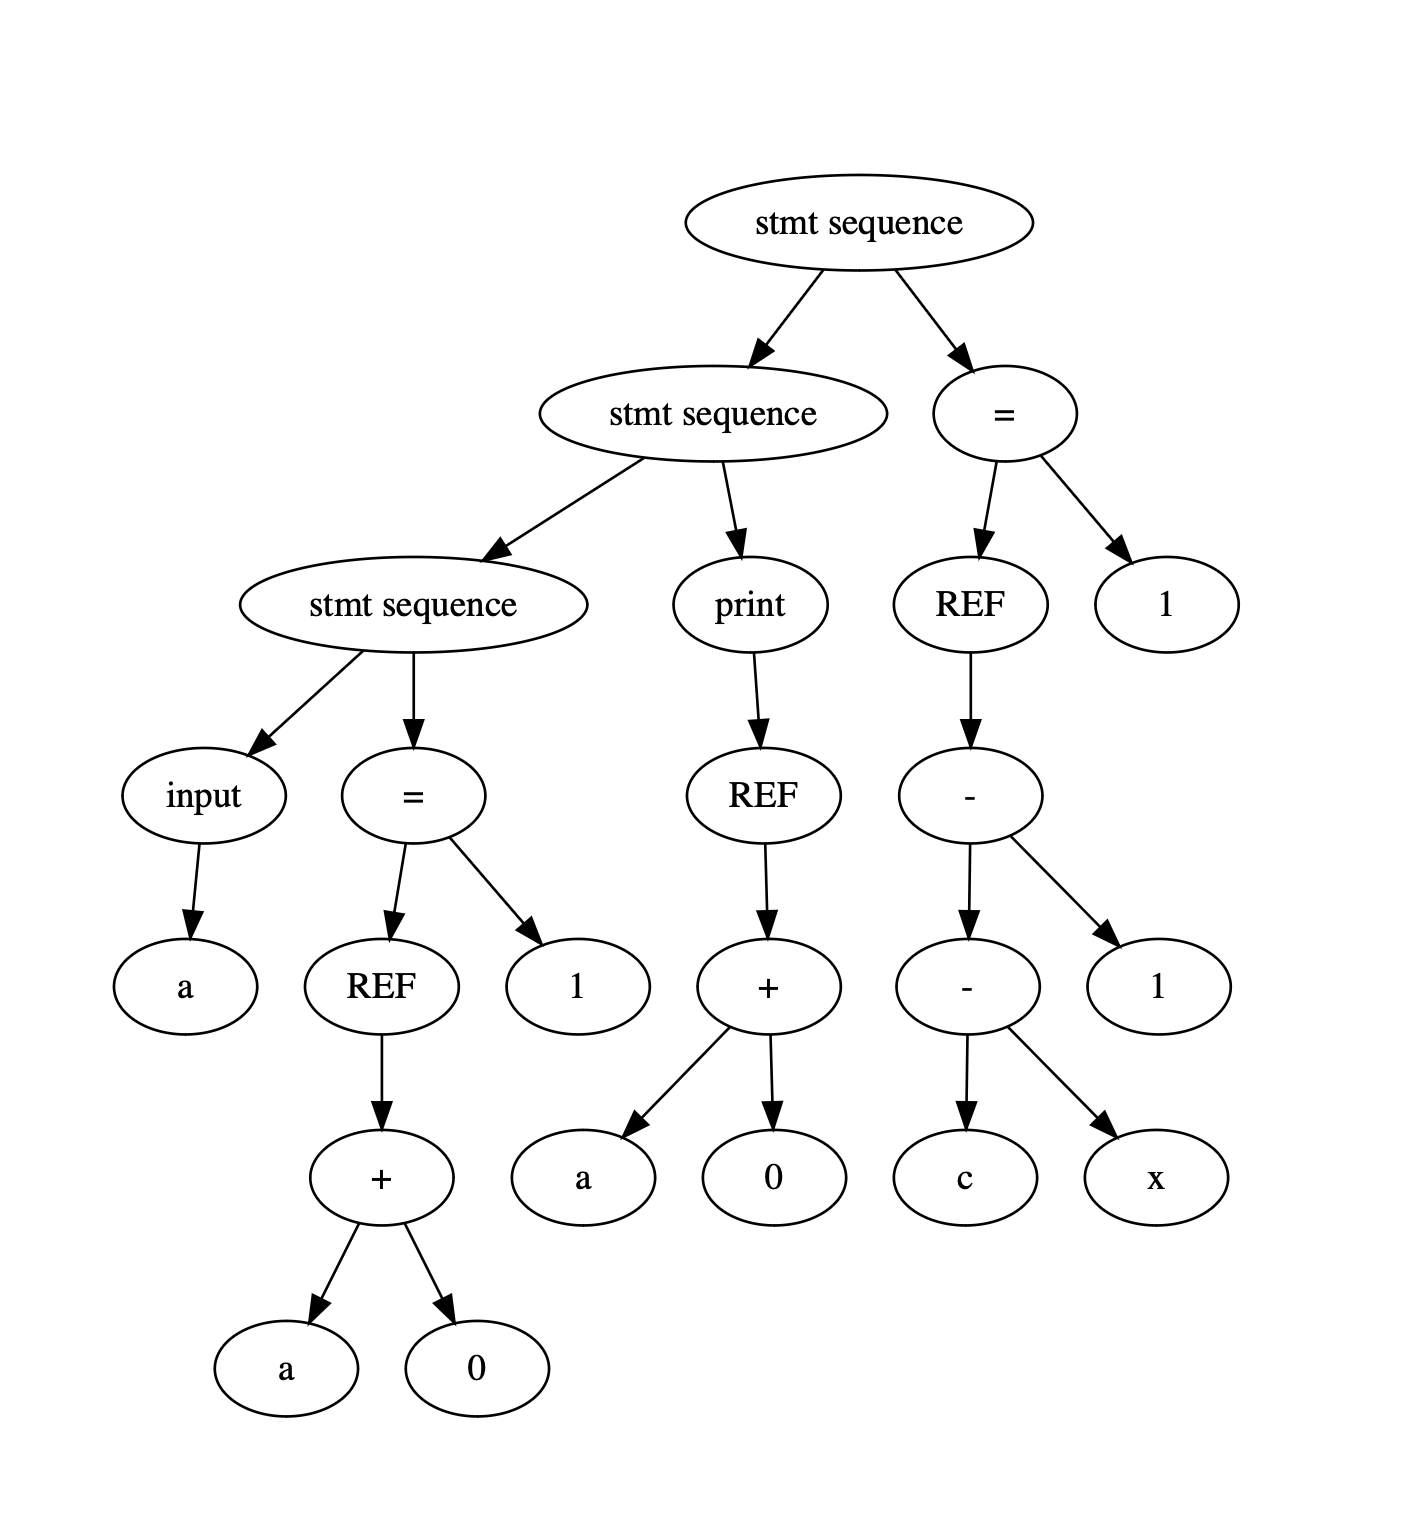 stmt sequence
stmt sequence
=
stmt sequence
print
REF
1
input
=
REF
-
a
REF
1
+
-
1
+
a
0
c
x
a
0